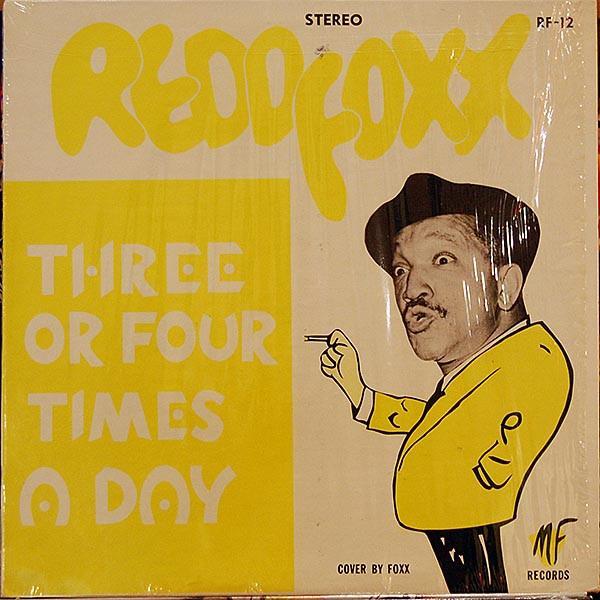 STEREO
RF-12
REDD FOXX
THREE
OR FOUR
TIMES
A DAY
COVER BY FOXX
MF
RECORDS